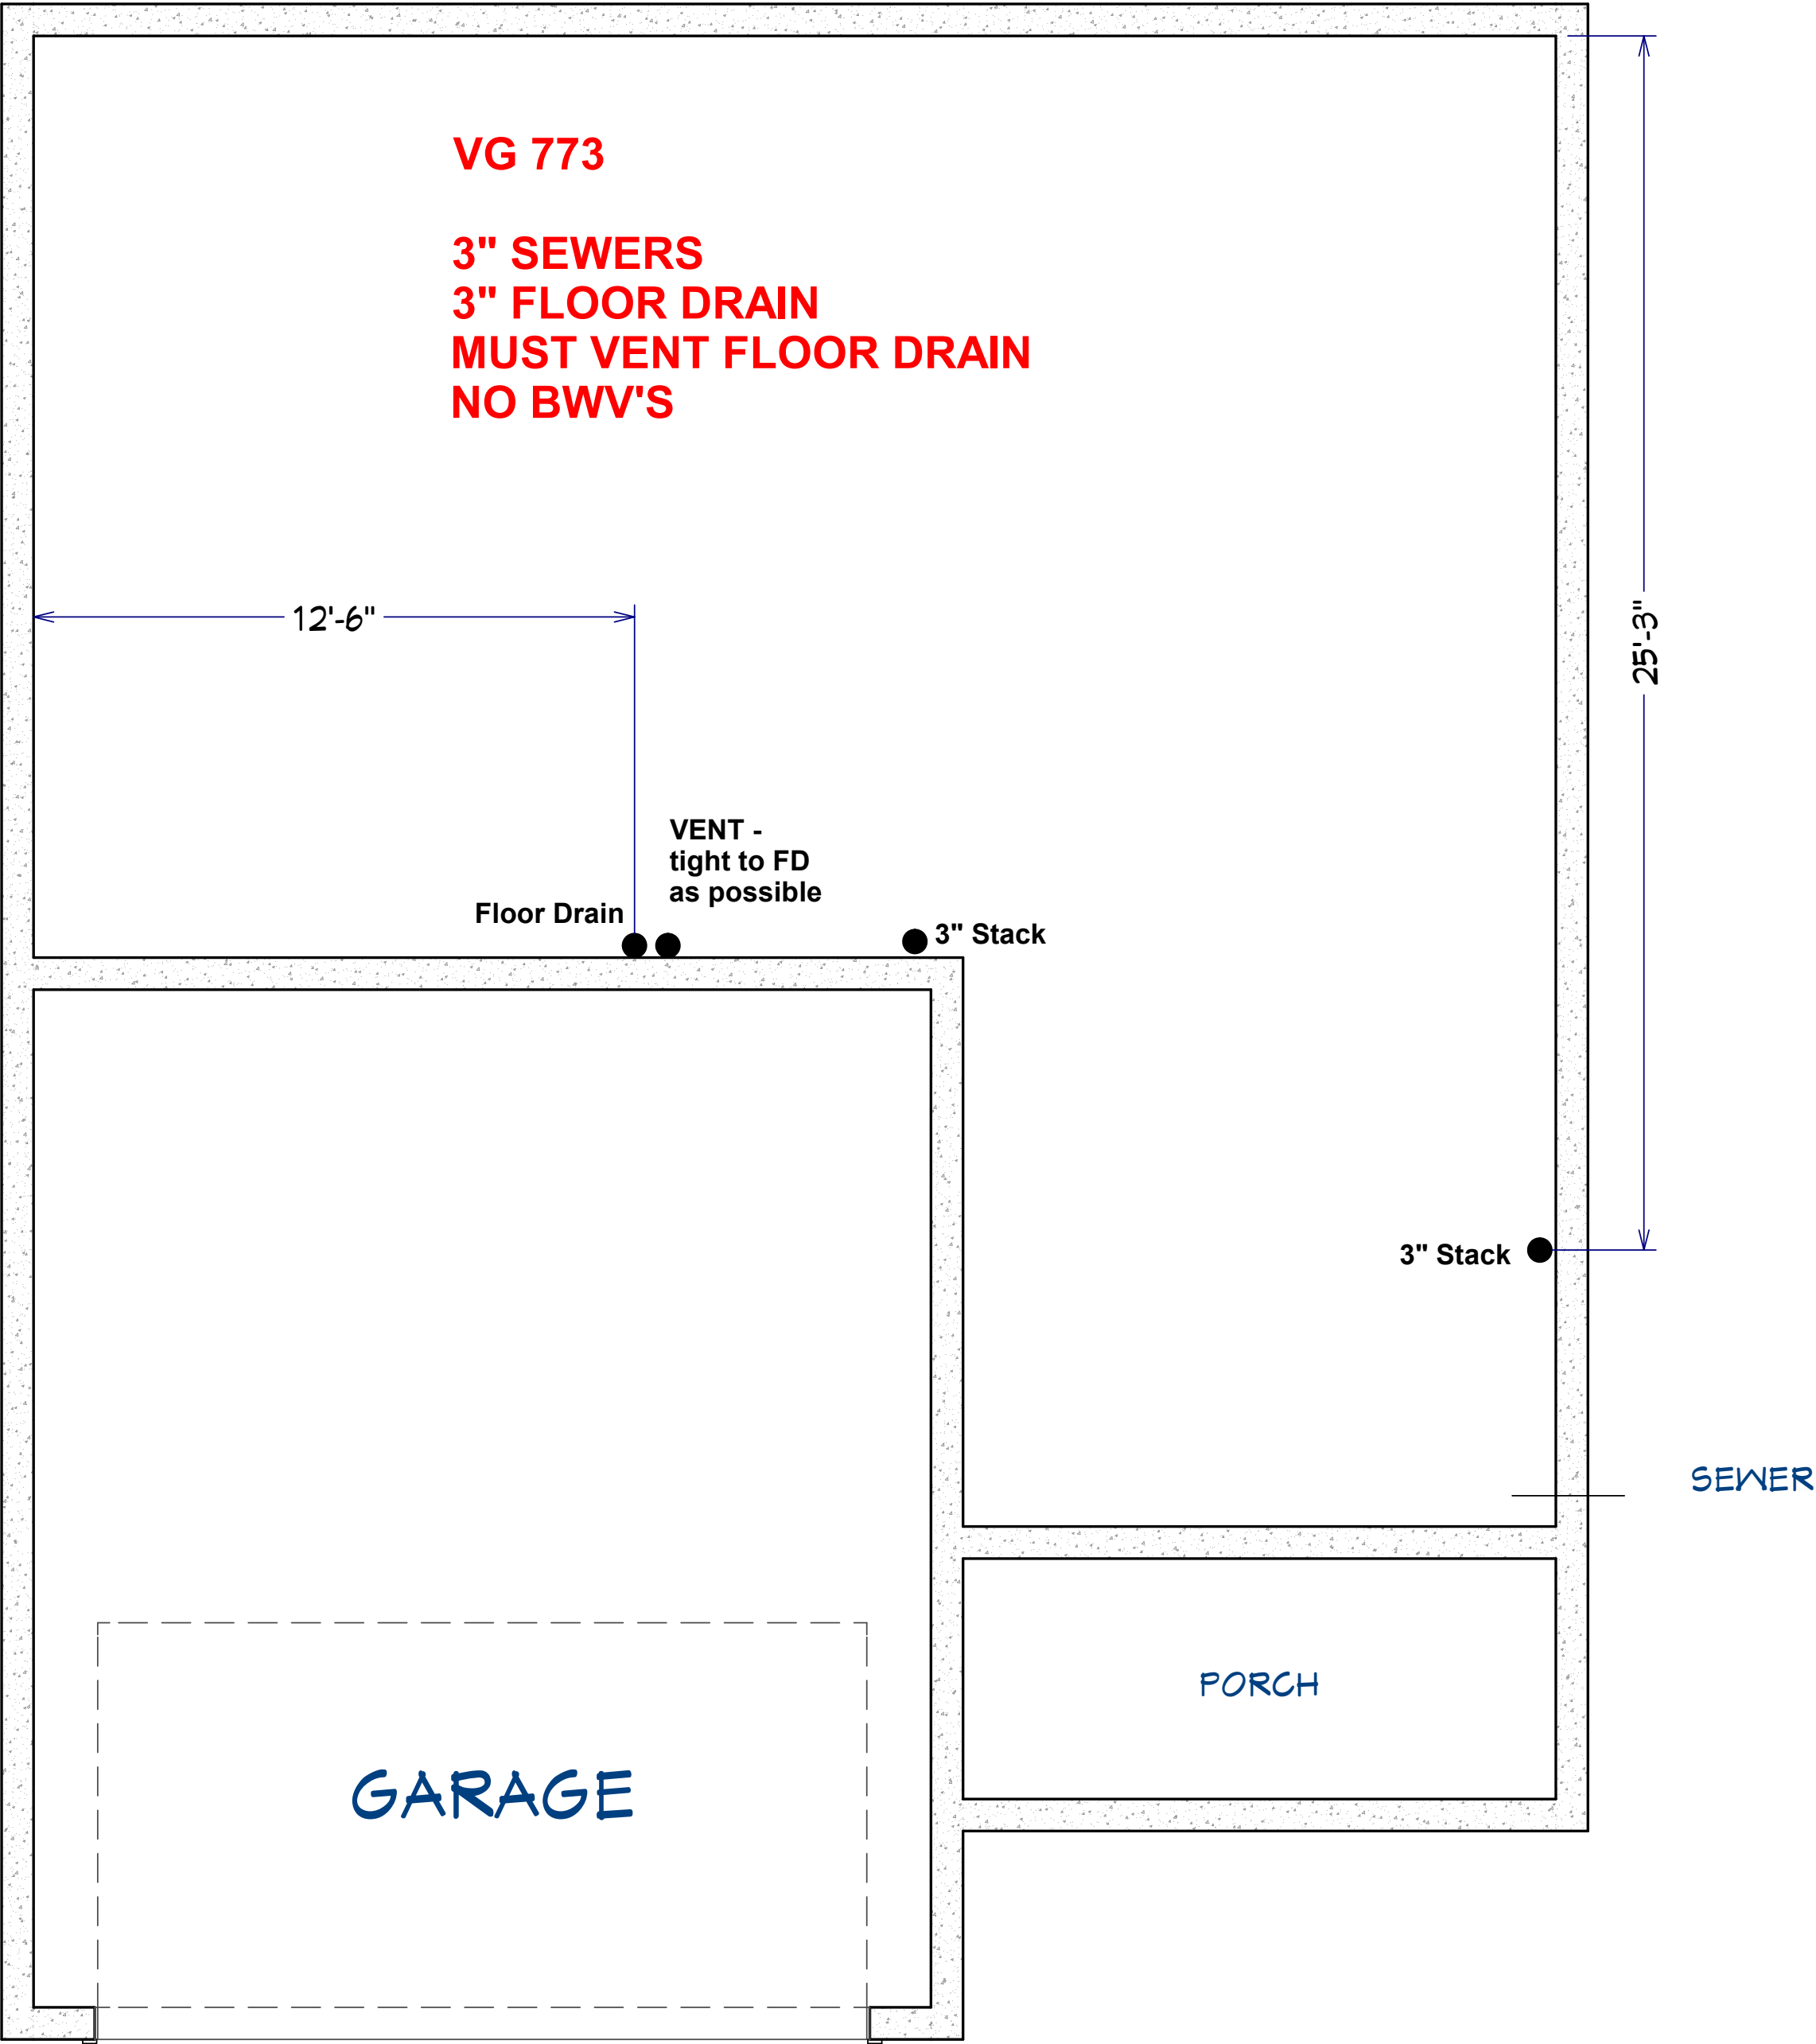 VG 773
3" SEWERS
3" FLOOR DRAIN
MUST VENT FLOOR DRAIN
NO BWV'S
12'-6"
25'-3"
VENT -
tight to FD
as possible
Floor Drain
3" Stack
3" Stack
SEWER
PORCH
GARAGE